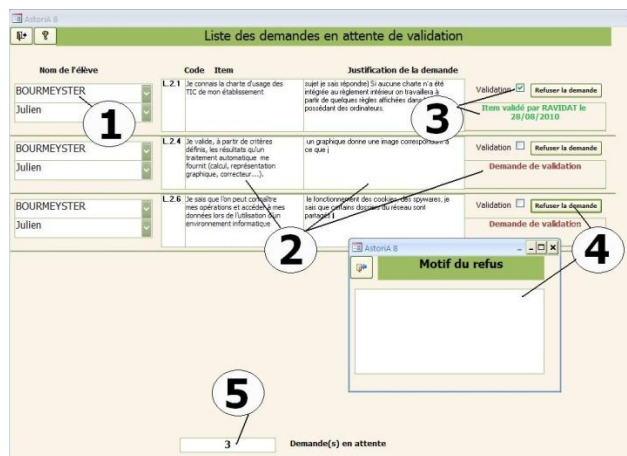 AstoriA B
Liste des demandes en attente de validation
Nom de l'élève
Code Item
Justification de la demande
BOURMEYSTER
Julien
L.2.1
Je connais la charte d'usage des
TIC de mon établissement
sujet je sais répondre) Si aucune charte n'a été
intégrée au règlement intérieur on travaillera à
partir de quelques règles affichées dans
possédant des ordinateurs.
Validation
Refuser la demande
Item validé par RAVIDAT le
28/08/2010
1
3
BOURMEYSTER
Julien
L.2.4
Je valide, à partir de critères
définis, les résultats qu'un
traitement automatique me
fournit (calcul, représentation
graphique, correcteur...).
un graphique donne une image correspondant à
ce que j
Validation
Refuser la demande
Demande de validation
BOURMEYSTER
Julien
L.2.6
Je sais que l'on peut connaître
mes opérations et accéder à mes
données lors de l'utilisation d'un
environnement informatique
le fonctionnement des cookies, des spywares, je
sais que certains dossiers du réseau sont
partagés
Validation
Refuser la demande
Demande de validation
2
4
AstoriA B
Motif du refus
5
3
Demande(s) en attente